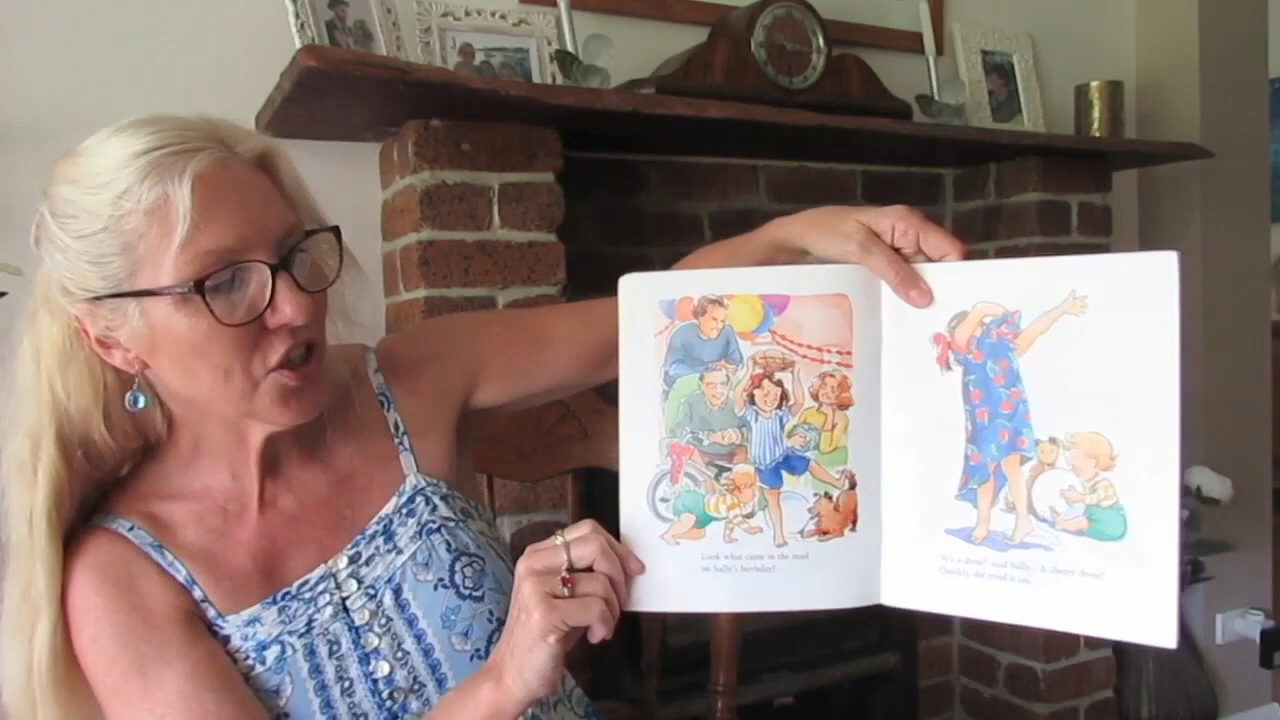 Look what came in the mail
on Sally's birthday!
"It's a dress!" said Sally. "A cherry dress!"
Quickly she tried it on.